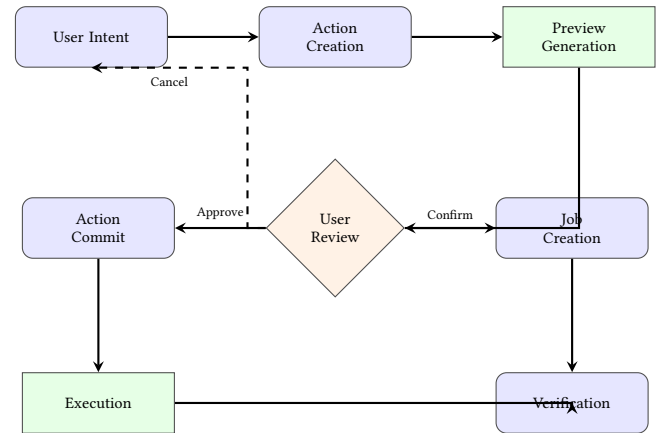 User Intent
Action
Creation
Preview
Generation
Cancel
Action
Commit
Approve
User
Review
Confirm
Job
Creation
Execution
Verification